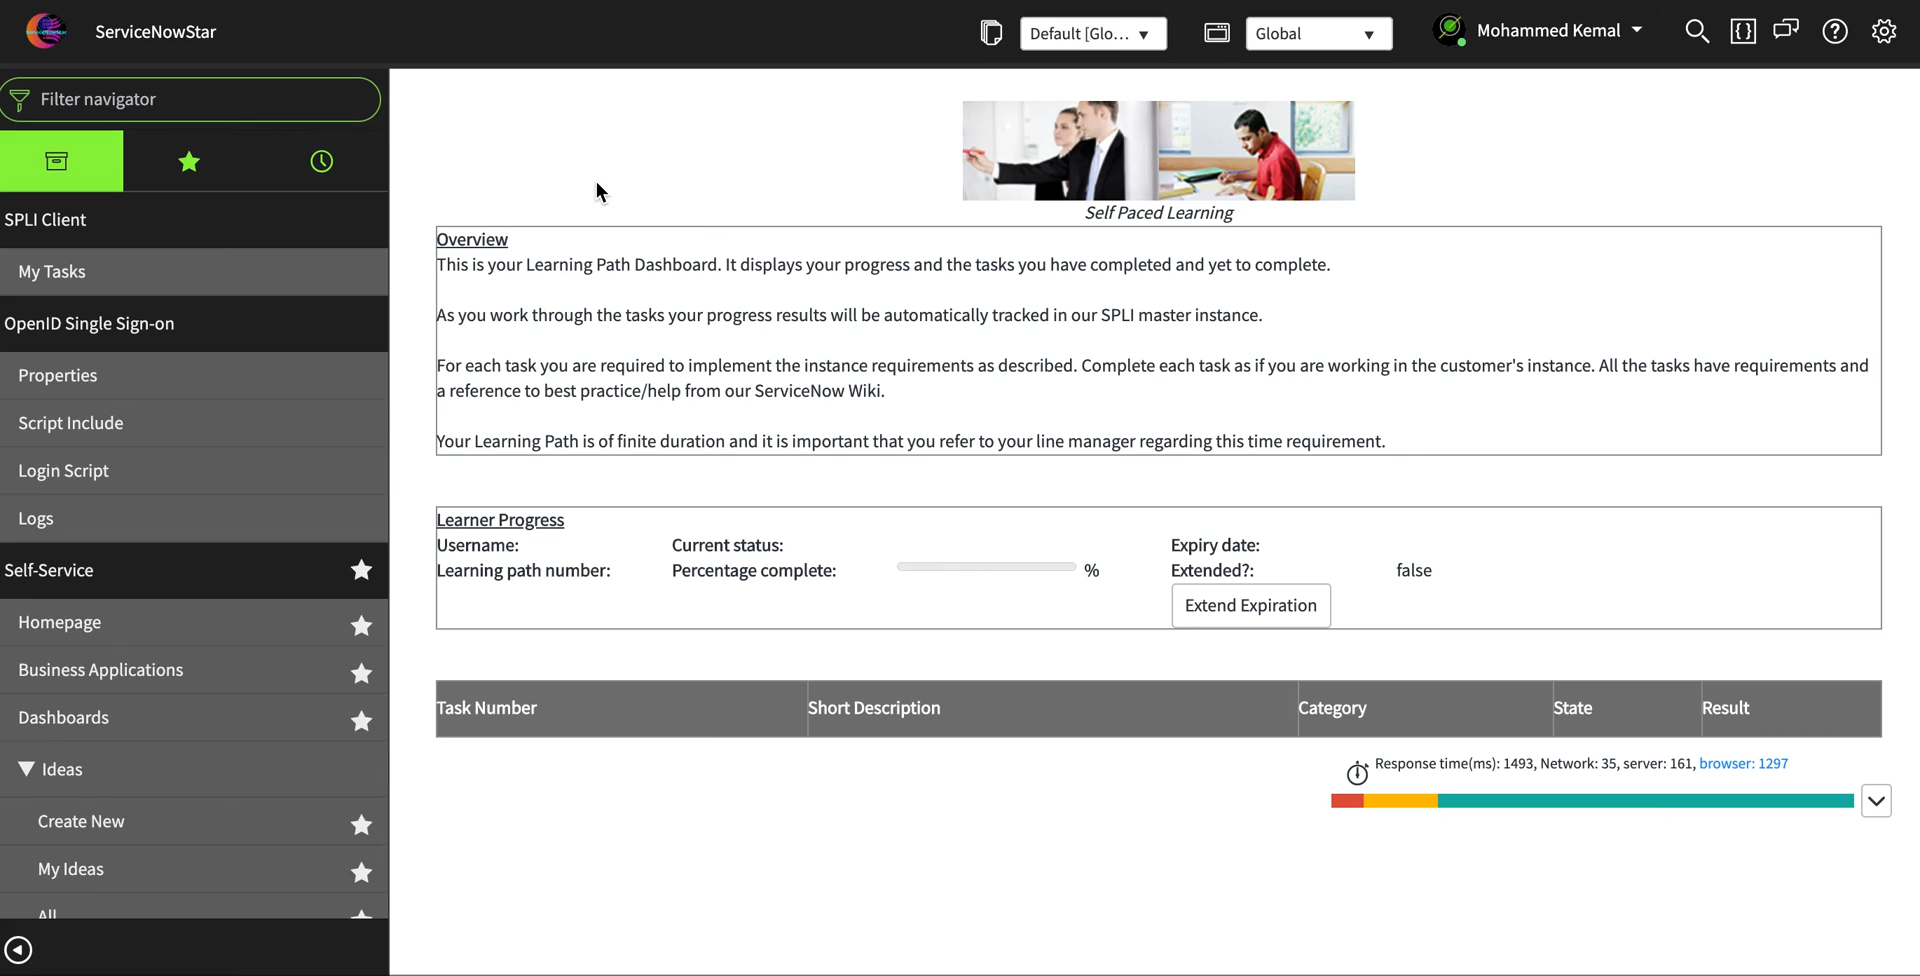 ServiceNowStar
Default [Glo...
Global
Mohammed Kemal
Filter navigator
SPLI Client
My Tasks
OpenID Single Sign-on
Properties
Script Include
Login Script
Logs
Self-Service
Homepage
Business Applications
Dashboards
Ideas
Create New
My Ideas
All
Self Paced Learning
Overview
This is your Learning Path Dashboard. It displays your progress and the tasks you have completed and yet to complete.
As you work through the tasks your progress results will be automatically tracked in our SPLI master instance.
For each task you are required to implement the instance requirements as described. Complete each task as if you are working in the customer's instance. All the tasks have requirements and
a reference to best practice/help from our ServiceNow Wiki.
Your Learning Path is of finite duration and it is important that you refer to your line manager regarding this time requirement.
Learner Progress
Username: Current status: Expiry date:
Learning path number: Percentage complete: % Extended?: false
Extend Expiration
Task Number Short Description Category State Result
Response time(ms): 1493, Network: 35, server: 161, browser: 1297